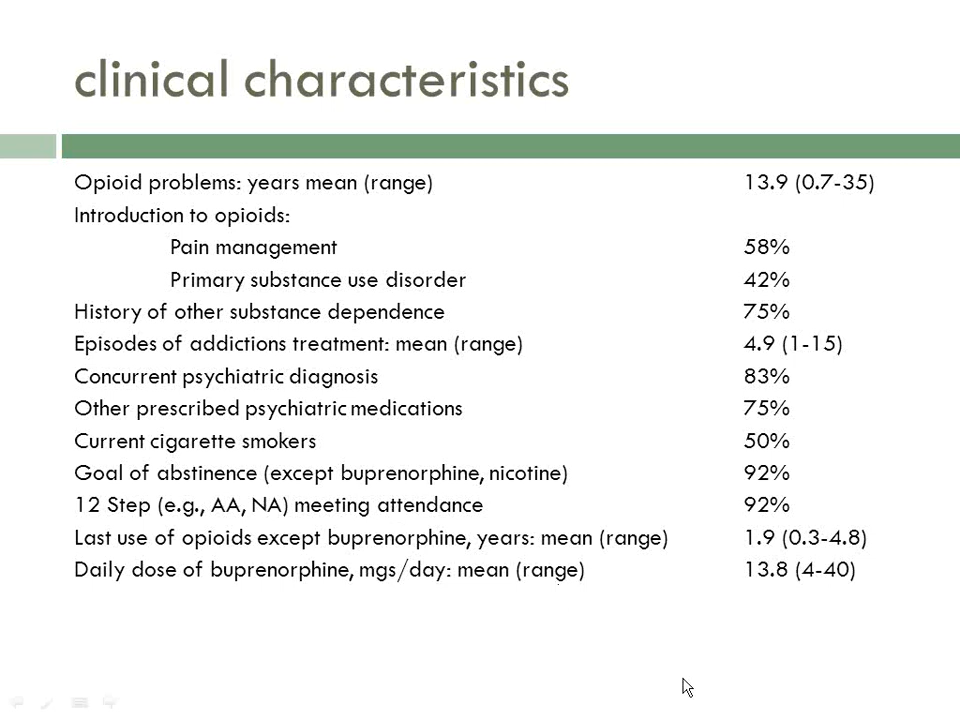 clinical characteristics
Opioid problems: years mean (range) 13.9 (0.7-35)
Introduction to opioids:
Pain management 58%
Primary substance use disorder 42%
History of other substance dependence 75%
Episodes of addictions treatment: mean (range) 4.9 (1-15)
Concurrent psychiatric diagnosis 83%
Other prescribed psychiatric medications 75%
Current cigarette smokers 50%
Goal of abstinence (except buprenorphine, nicotine) 92%
12 Step (e.g., AA, NA) meeting attendance 92%
Last use of opioids except buprenorphine, years: mean (range) 1.9 (0.3-4.8)
Daily dose of buprenorphine, mgs/day: mean (range) 13.8 (4-40)